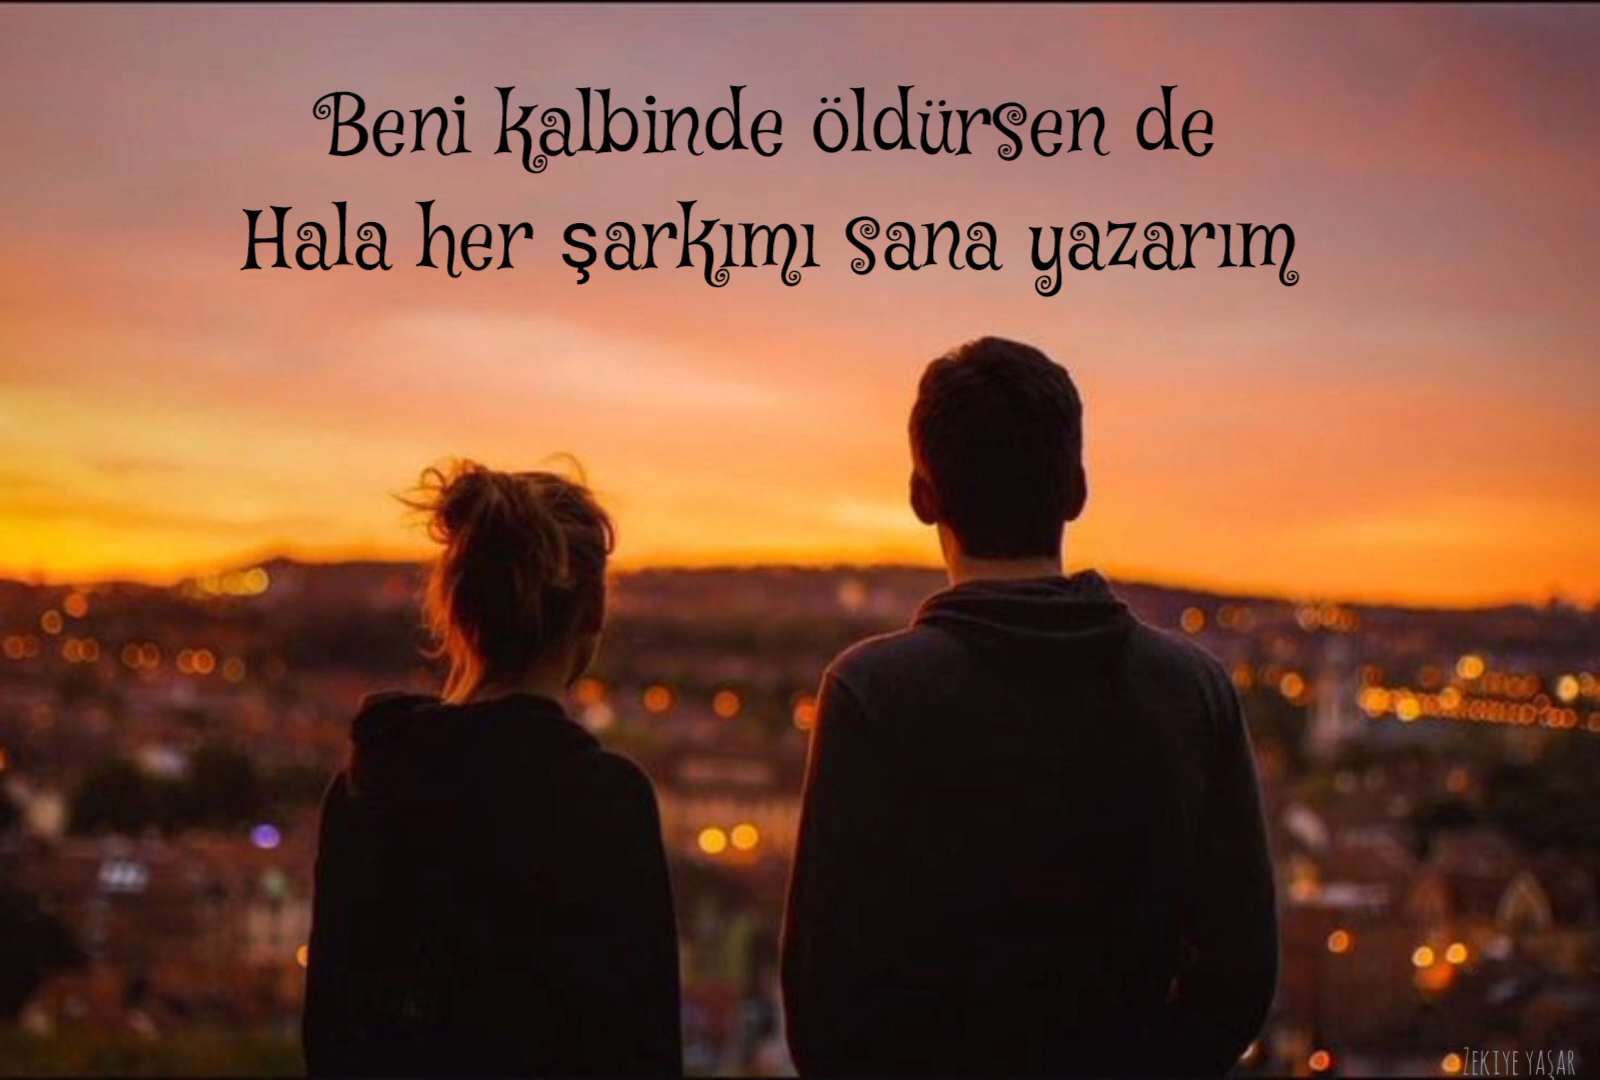 Beni kalbinde öldürsen de
Hala her şarkımı sana yazarım
ZEKIYE YAŞAR